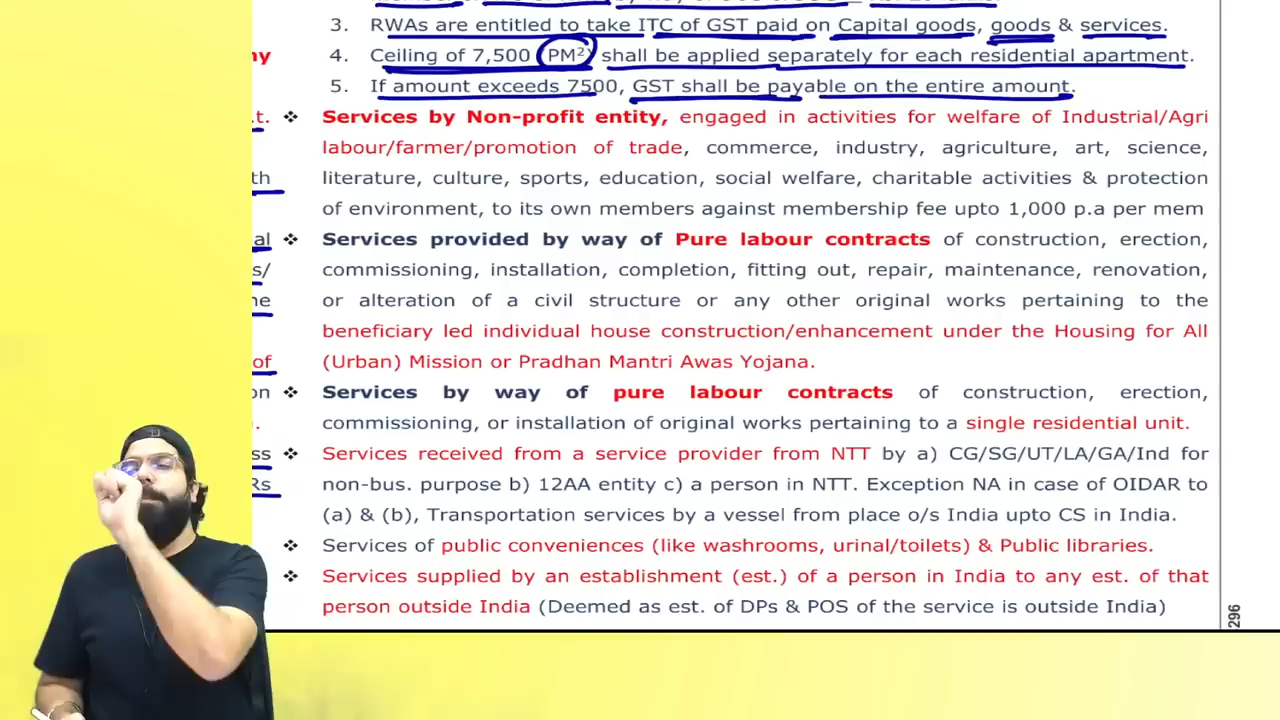 3. RWAs are entitled to take ITC of GST paid on Capital goods, goods & services.
4. Ceiling of 7,500 (PM²) shall be applied separately for each residential apartment.
5. If amount exceeds 7500, GST shall be payable on the entire amount.
❖ Services by Non-profit entity, engaged in activities for welfare of Industrial/Agri
labour/farmer/promotion of trade, commerce, industry, agriculture, art, science,
literature, culture, sports, education, social welfare, charitable activities & protection
of environment, to its own members against membership fee upto 1,000 p.a per mem
❖ Services provided by way of Pure labour contracts of construction, erection,
commissioning, installation, completion, fitting out, repair, maintenance, renovation,
or alteration of a civil structure or any other original works pertaining to the
beneficiary led individual house construction/enhancement under the Housing for All
(Urban) Mission or Pradhan Mantri Awas Yojana.
❖ Services by way of pure labour contracts of construction, erection,
commissioning, or installation of original works pertaining to a single residential unit.
❖ Services received from a service provider from NTT by a) CG/SG/UT/LA/GA/Ind for
non-bus. purpose b) 12AA entity c) a person in NTT. Exception NA in case of OIDAR to
(a) & (b), Transportation services by a vessel from place o/s India upto CS in India.
❖ Services of public conveniences (like washrooms, urinal/toilets) & Public libraries.
❖ Services supplied by an establishment (est.) of a person in India to any est. of that
person outside India (Deemed as est. of DPs & POS of the service is outside India)
296